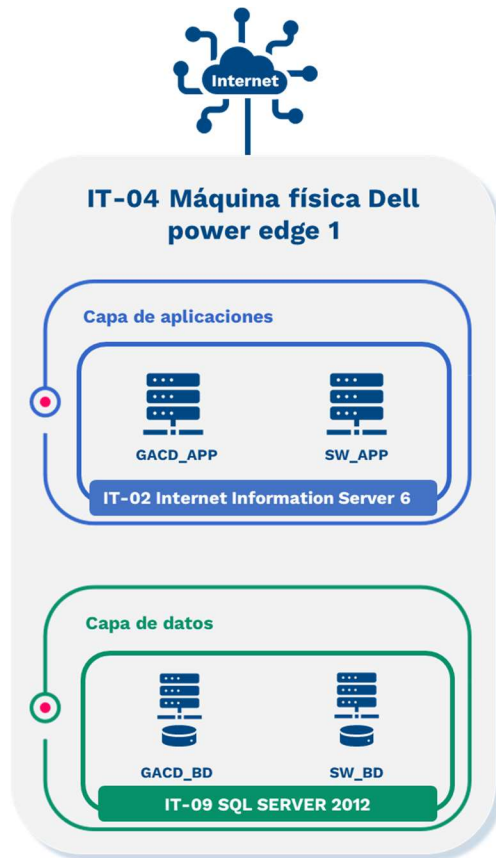 Internet
IT-04 Máquina física Dell
power edge 1
Capa de aplicaciones
GACD_APP
SW_APP
IT-02 Internet Information Server 6
Capa de datos
GACD_BD
SW_BD
IT-09 SQL SERVER 2012